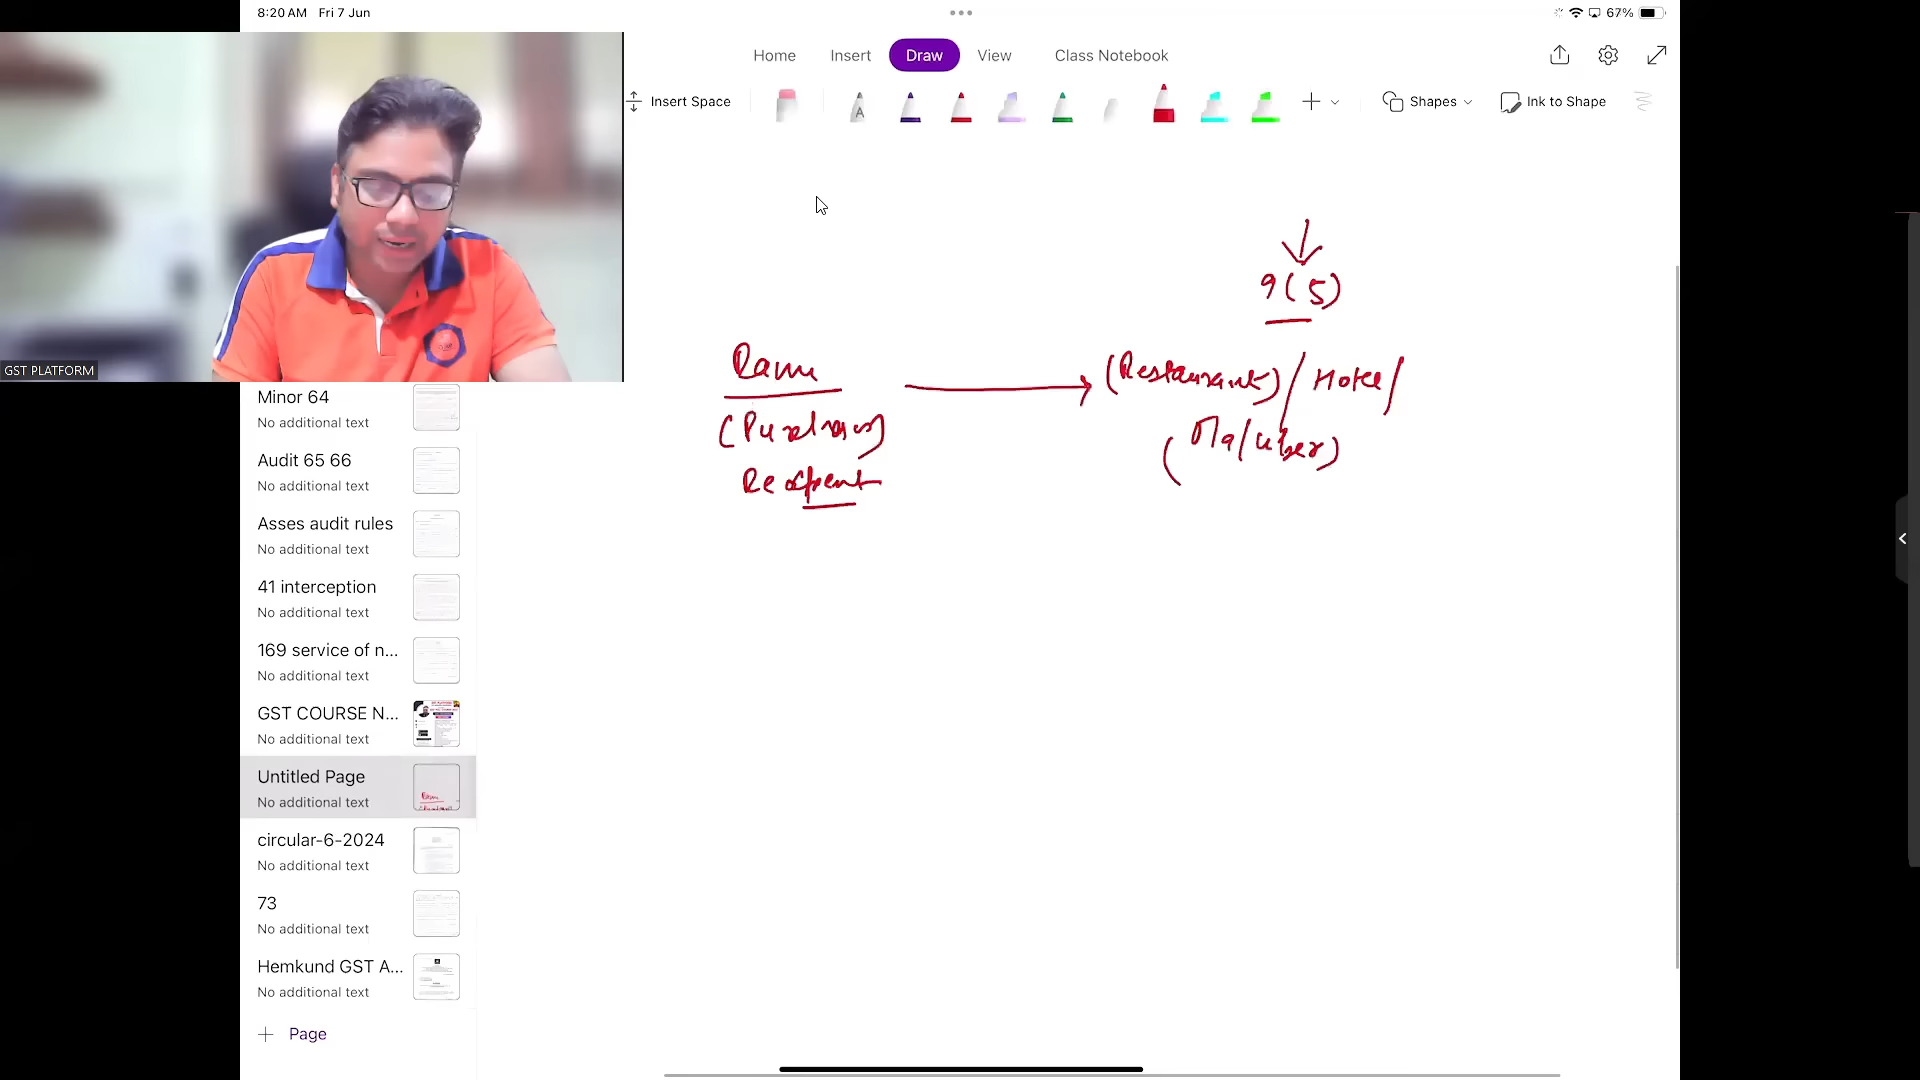 8:20 AM Fri 7 Jun
67%
Home Insert Draw View Class Notebook
Insert Space
A
Shapes
Ink to Shape
GST PLATFORM
Minor 64
No additional text
Audit 65 66
No additional text
Asses audit rules
No additional text
41 interception
No additional text
169 service of n...
No additional text
GST COURSE N...
No additional text
Untitled Page
No additional text
circular-6-2024
No additional text
73
No additional text
Hemkund GST A...
No additional text
+ Page
9(5)
(Restaurant) / Hotel /
(Ola/Uber)